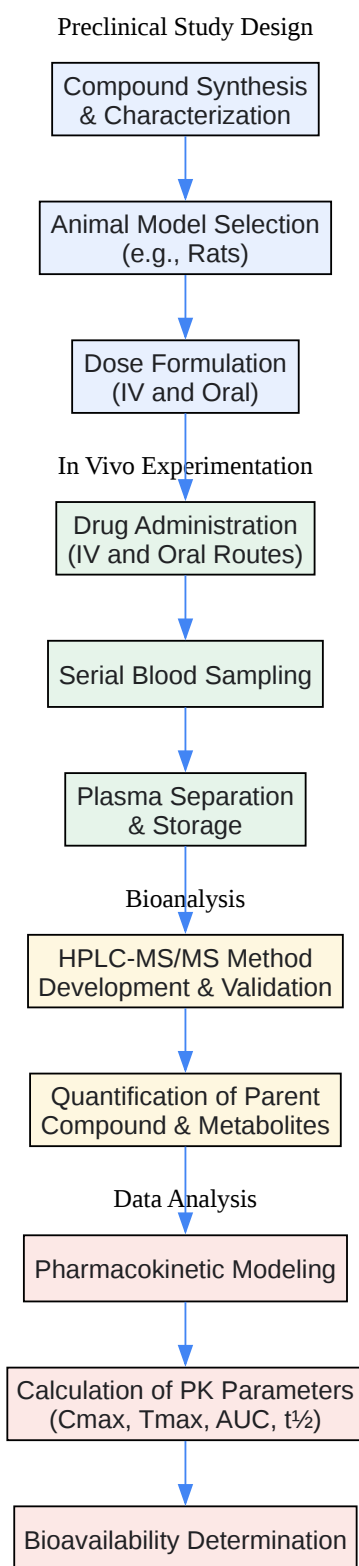 Preclinical Study Design
Compound Synthesis
& Characterization
Animal Model Selection
(e.g., Rats)
Dose Formulation
(IV and Oral)
In Vivo Experimentation
Drug Administration
(IV and Oral Routes)
Serial Blood Sampling
Plasma Separation
& Storage
Bioanalysis
HPLC-MS/MS Method
Development & Validation
Quantification of Parent
Compound & Metabolites
Data Analysis
Pharmacokinetic Modeling
Calculation of PK Parameters
(Cmax, Tmax, AUC, t½)
Bioavailability Determination